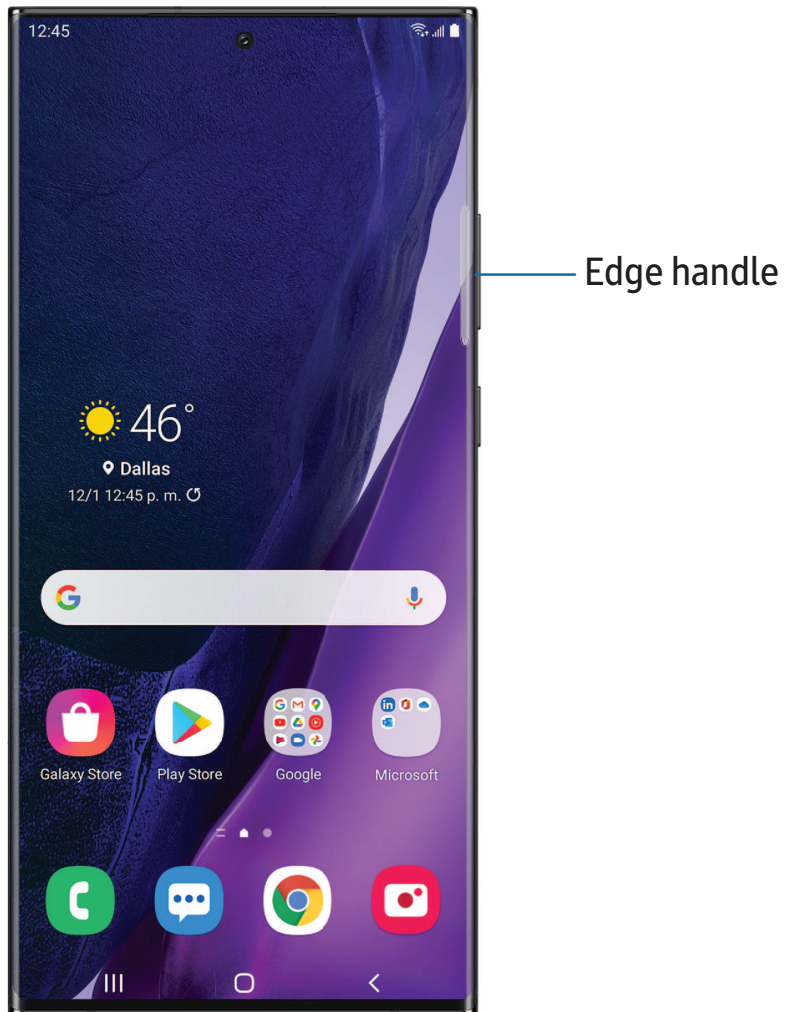 12:45
Edge handle
46°
Dallas
12/1 12:45 p. m.
Galaxy Store
Play Store
Google
Microsoft